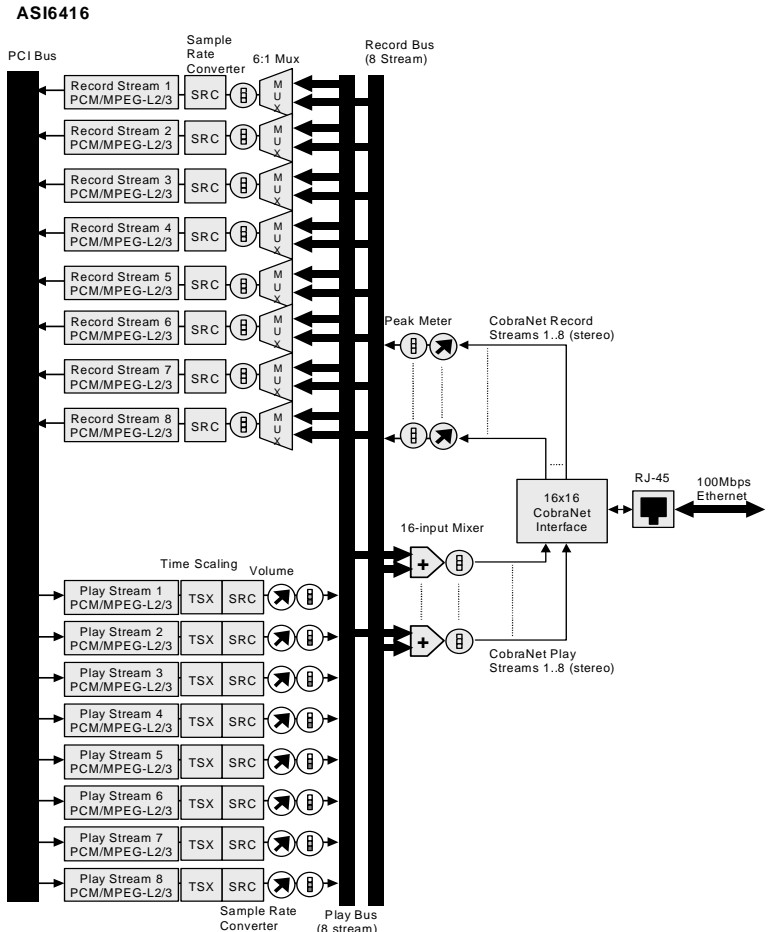 ASI6416
PCI Bus
Sample
Rate
Converter
6:1 Mux
Record Bus
(8 Stream)
Record Stream 1
PCM/MPEG-L2/3
SRC
MUX
Record Stream 2
PCM/MPEG-L2/3
SRC
MUX
Record Stream 3
PCM/MPEG-L2/3
SRC
MUX
Record Stream 4
PCM/MPEG-L2/3
SRC
MUX
Record Stream 5
PCM/MPEG-L2/3
SRC
MUX
Record Stream 6
PCM/MPEG-L2/3
SRC
MUX
Record Stream 7
PCM/MPEG-L2/3
SRC
MUX
Record Stream 8
PCM/MPEG-L2/3
SRC
MUX
Peak Meter
CobraNet Record
Streams 1..8 (stereo)
RJ-45
100Mbps
Ethernet
16x16
CobraNet
Interface
16-input Mixer
+
+
CobraNet Play
Streams 1..8 (stereo)
Time Scaling
Volume
Play Stream 1
PCM/MPEG-L2/3
TSX
SRC
Play Stream 2
PCM/MPEG-L2/3
TSX
SRC
Play Stream 3
PCM/MPEG-L2/3
TSX
SRC
Play Stream 4
PCM/MPEG-L2/3
TSX
SRC
Play Stream 5
PCM/MPEG-L2/3
TSX
SRC
Play Stream 6
PCM/MPEG-L2/3
TSX
SRC
Play Stream 7
PCM/MPEG-L2/3
TSX
SRC
Play Stream 8
PCM/MPEG-L2/3
TSX
SRC
Sample Rate
Converter
Play Bus
(8 stream)